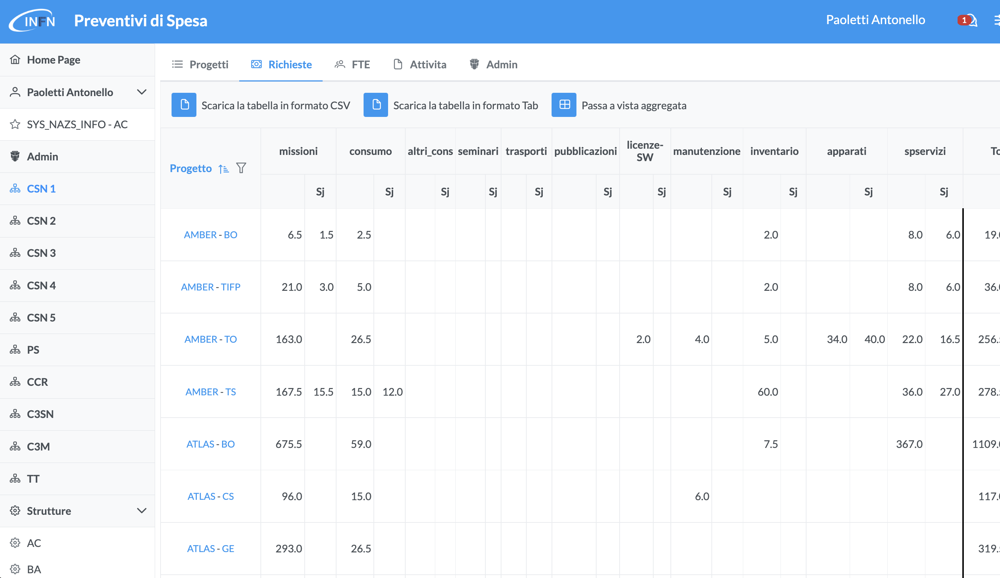 INFN Preventivi di Spesa Paoletti Antonello 1
Home Page
Paoletti Antonello
SYS_NAZS_INFO - AC
Admin
CSN 1
CSN 2
CSN 3
CSN 4
CSN 5
PS
CCR
C3SN
C3M
TT
Strutture
AC
BA
Progetti Richieste FTE Attivita Admin
Scarica la tabella in formato CSV Scarica la tabella in formato Tab Passa a vista aggregata
Progetto missioni consumo altri_cons seminari trasporti pubblicazioni licenze-SW manutenzione inventario apparati spservizi
Sj Sj Sj Sj Sj Sj Sj Sj Sj Sj Sj
AMBER - BO 6.5 1.5 2.5 2.0 8.0 6.0 19.0
AMBER - TIFP 21.0 3.0 5.0 2.0 8.0 6.0 36.0
AMBER - TO 163.0 26.5 2.0 4.0 5.0 34.0 40.0 22.0 16.5 256.5
AMBER - TS 167.5 15.5 15.0 12.0 60.0 36.0 27.0 278.5
ATLAS - BO 675.5 59.0 7.5 367.0 1109.0
ATLAS - CS 96.0 15.0 6.0 117.0
ATLAS - GE 293.0 26.5 319.5